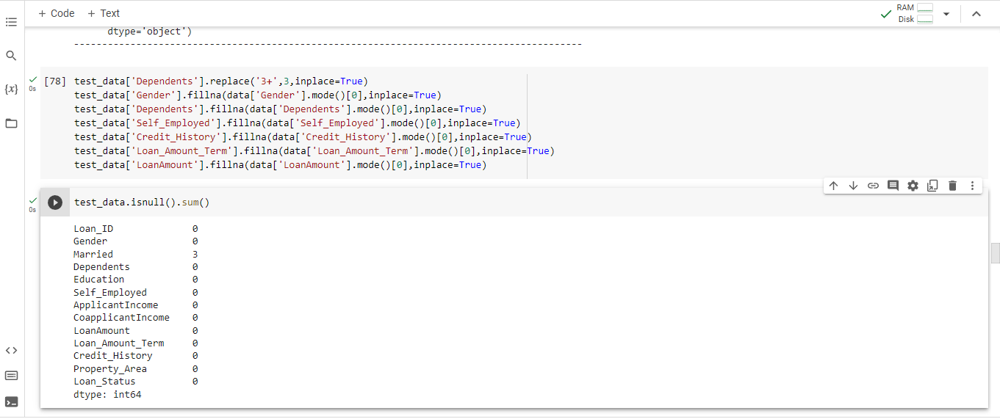 + Code + Text
RAM
Disk
dtype='object')
------------------------------------------------------------------------------------------
[78] test_data['Dependents'].replace('3+',3,inplace=True)
0s
test_data['Gender'].fillna(data['Gender'].mode()[0],inplace=True)
test_data['Dependents'].fillna(data['Dependents'].mode()[0],inplace=True)
test_data['Self_Employed'].fillna(data['Self_Employed'].mode()[0],inplace=True)
test_data['Credit_History'].fillna(data['Credit_History'].mode()[0],inplace=True)
test_data['Loan_Amount_Term'].fillna(data['Loan_Amount_Term'].mode()[0],inplace=True)
test_data['LoanAmount'].fillna(data['LoanAmount'].mode()[0],inplace=True)
test_data.isnull().sum()
0s
Loan_ID 0
Gender 0
Married 3
Dependents 0
Education 0
Self_Employed 0
ApplicantIncome 0
CoapplicantIncome 0
LoanAmount 0
Loan_Amount_Term 0
Credit_History 0
Property_Area 0
Loan_Status 0
dtype: int64